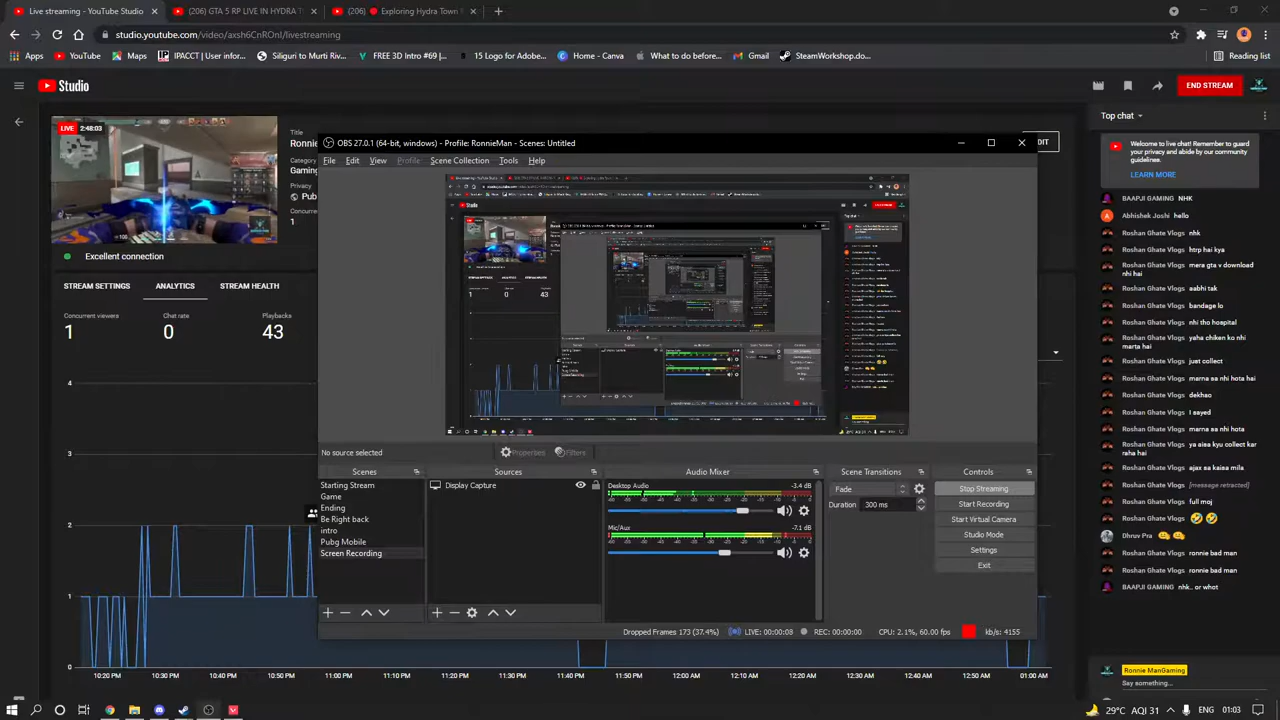 Live streaming - YouTube Studio
(206) GTA 5 RP LIVE IN HYDRA T
(206) Exploring Hydra Town
studio.youtube.com/video/axsh6CnROnI/livestreaming
Apps
YouTube
Maps
IPACCT | User infor...
Siliguri to Murti Riv...
FREE 3D Intro #69 |...
15 Logo for Adobe...
Home - Canva
What to do before...
Gmail
SteamWorkshop.do...
Reading list
Studio
END STREAM
LIVE 2:48:03
Title
Ronnie
Category
Gaming
Privacy
Pub
Concurrent
1
DIT
Excellent connection
STREAM SETTINGS
ANALYTICS
STREAM HEALTH
Concurrent viewers
1
Chat rate
0
Playbacks
43
4
3
2
1
0
10:20 PM
10:30 PM
10:40 PM
10:50 PM
11:00 PM
11:10 PM
11:20 PM
11:30 PM
11:40 PM
11:50 PM
12:00 AM
12:10 AM
12:20 AM
12:30 AM
12:40 AM
12:50 AM
01:00 AM
OBS 27.0.1 (64-bit, windows) - Profile: RonnieMan - Scenes: Untitled
File
Edit
View
Profile
Scene Collection
Tools
Help
No source selected
Properties
Filters
Scenes
Starting Stream
Game
Ending
Be Right back
intro
Pubg Mobile
Screen Recording
Sources
Display Capture
Audio Mixer
Desktop Audio
-3.4 dB
Mic/Aux
-7.1 dB
Scene Transitions
Fade
Duration
300 ms
Controls
Stop Streaming
Start Recording
Start Virtual Camera
Studio Mode
Settings
Exit
Dropped Frames 173 (37.4%)
LIVE: 00:00:08
REC: 00:00:00
CPU: 2.1%, 60.00 fps
kb/s: 4155
Top chat
Welcome to live chat! Remember to
guard your privacy and abide by our
community guidelines.
LEARN MORE
BAAPJI GAMING NHK
Abhishek Joshi hello
Roshan Ghate Vlogs nhk
Roshan Ghate Vlogs htrp hai kya
Roshan Ghate Vlogs mera gta v download
nhi hai
Roshan Ghate Vlogs aabhi tak
Roshan Ghate Vlogs bandage lo
Roshan Ghate Vlogs nhi tho hospital
Roshan Ghate Vlogs yaha chiken ko nhi
marta hai
Roshan Ghate Vlogs just collect
Roshan Ghate Vlogs marna sa nhi hota hai
Roshan Ghate Vlogs dekhao
Roshan Ghate Vlogs I sayed
Roshan Ghate Vlogs marna sa nhi hota
Roshan Ghate Vlogs ya aisa kyu collect kar
raha hai
Roshan Ghate Vlogs ajax sa kaisa mila
Roshan Ghate Vlogs [message retracted]
Roshan Ghate Vlogs full moj
Roshan Ghate Vlogs 🤣 🤣
Dhruv Pra
Roshan Ghate Vlogs ronnie bad man
Roshan Ghate Vlogs ronnie bad man
BAAPJI GAMING nhk.. or whot
Ronnie ManGaming
Say something...
29°C AQI 31
ENG
01:03